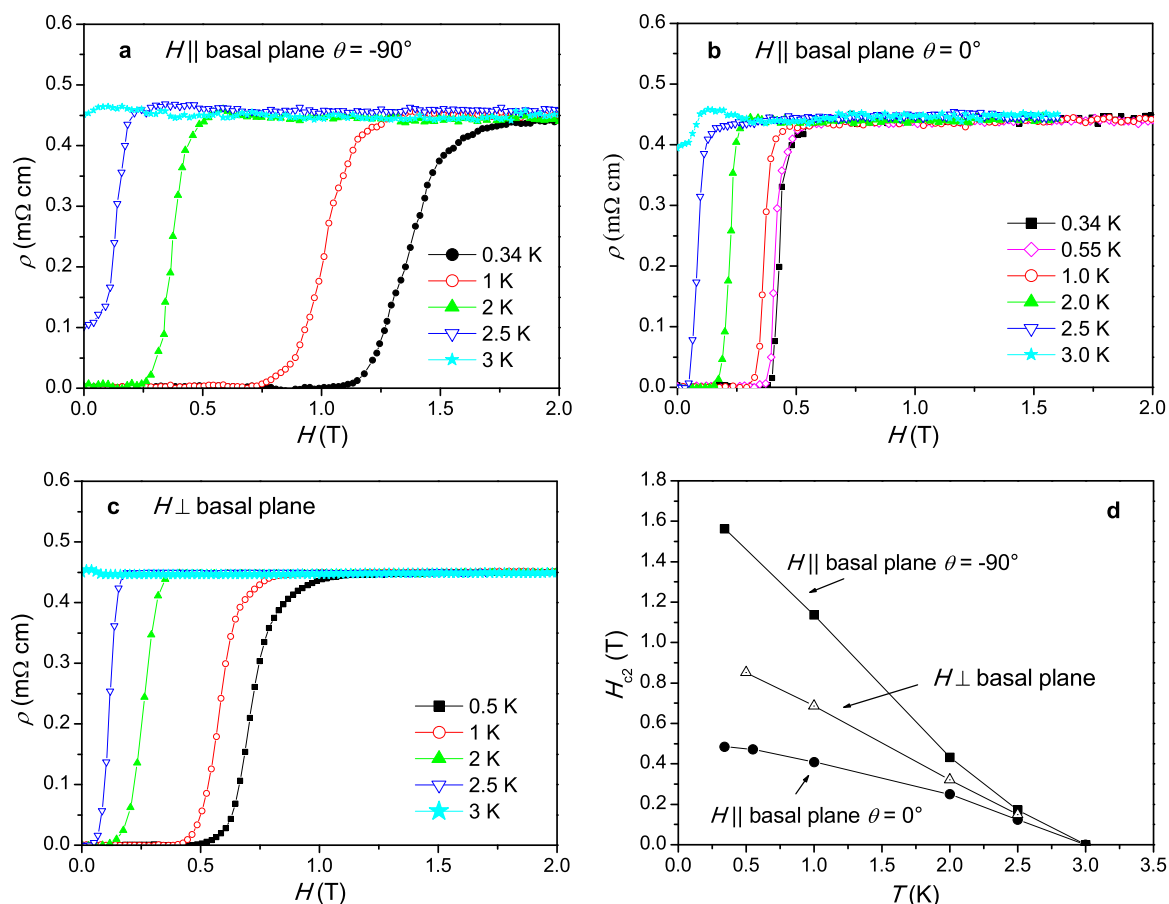 a H || basal plane θ = -90°
0.6
0.5
0.4
0.3
0.2
0.1
0.0
ρ (mΩ cm)
0.34 K
1 K
2 K
2.5 K
3 K
0.0 0.5 1.0 1.5 2.0
H (T)
b H || basal plane θ = 0°
0.6
0.5
0.4
0.3
0.2
0.1
0.0
ρ (mΩ cm)
0.34 K
0.55 K
1.0 K
2.0 K
2.5 K
3.0 K
0.0 0.5 1.0 1.5 2.0
H (T)
c H ⊥ basal plane
0.6
0.5
0.4
0.3
0.2
0.1
0.0
ρ (mΩ cm)
0.5 K
1 K
2 K
2.5 K
3 K
0.0 0.5 1.0 1.5 2.0
H (T)
d
1.8
1.6
1.4
1.2
1.0
0.8
0.6
0.4
0.2
0.0
Hc2 (T)
H || basal plane θ = -90°
H ⊥ basal plane
H || basal plane θ = 0°
0.0 0.5 1.0 1.5 2.0 2.5 3.0 3.5
T (K)